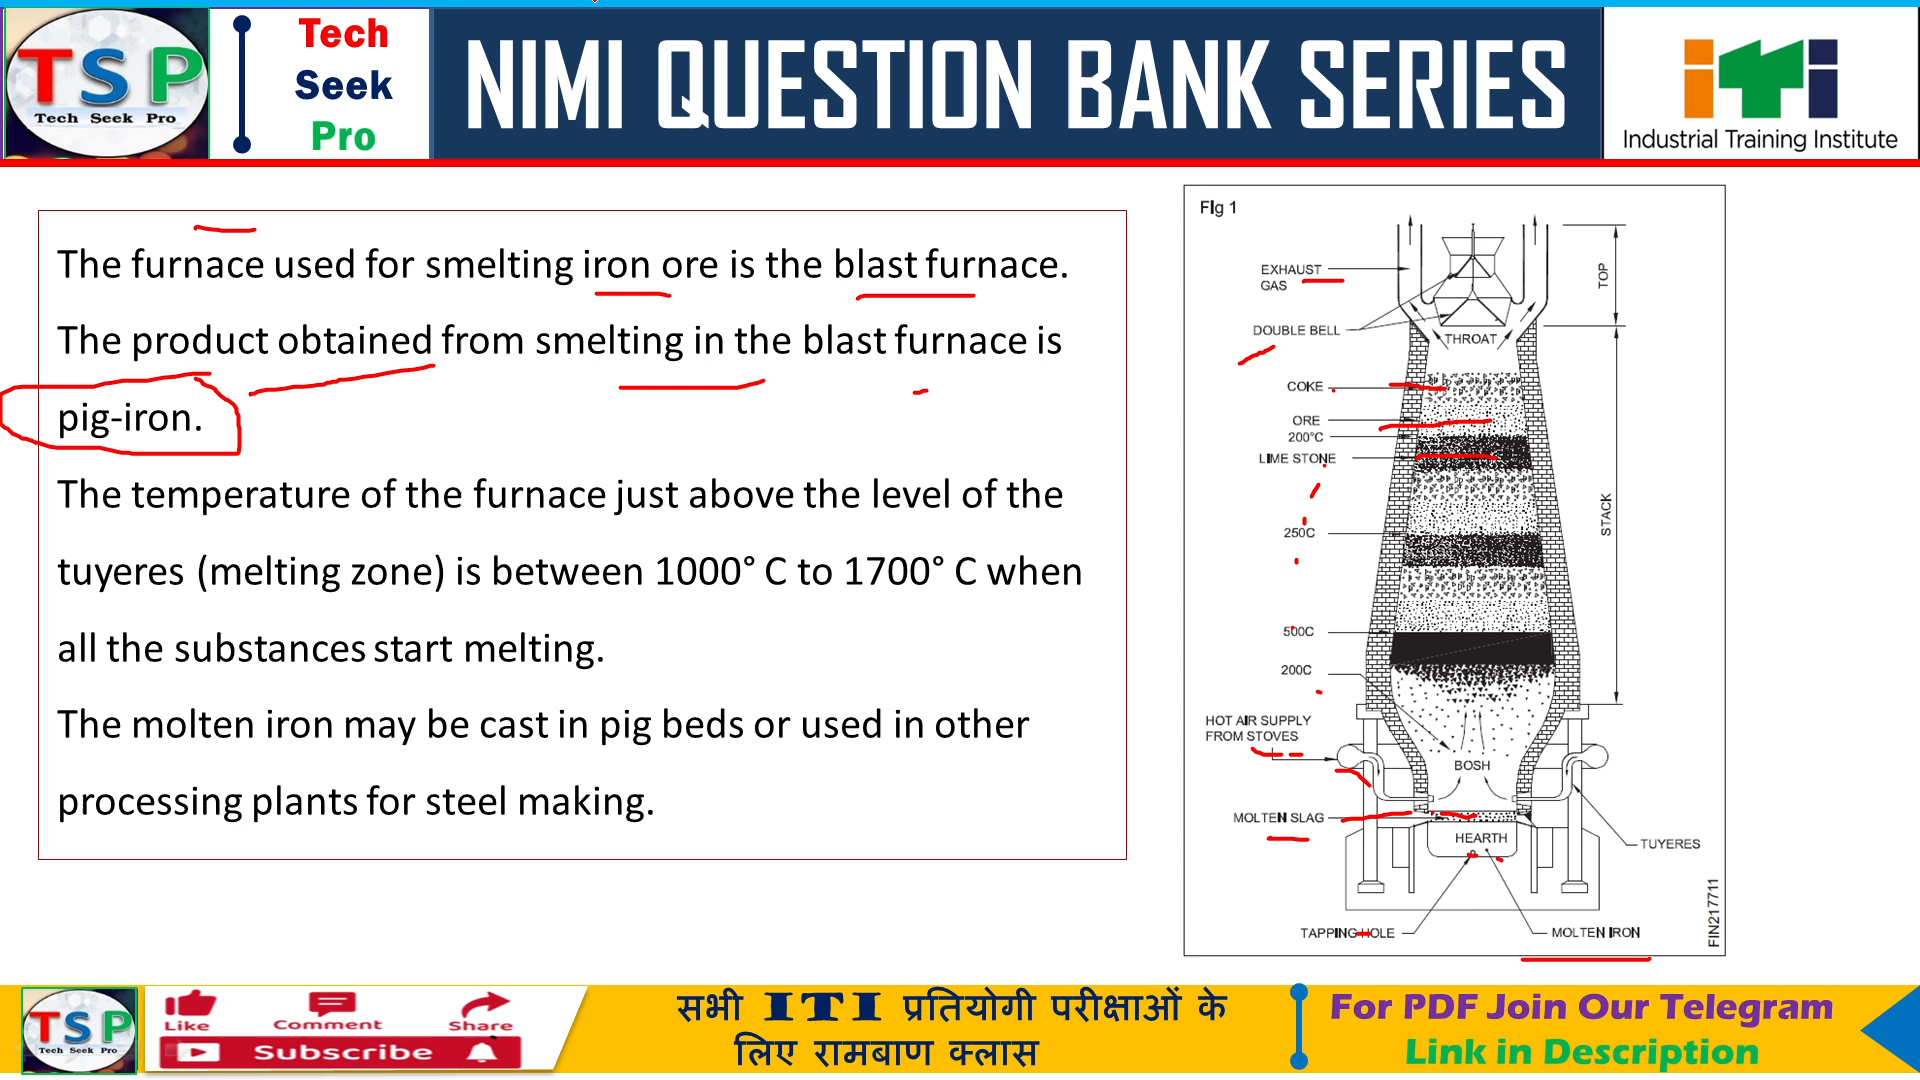 TSP
Tech Seek Pro
Tech
Seek
Pro
NIMI QUESTION BANK SERIES
iTi
Industrial Training Institute
The furnace used for smelting iron ore is the blast furnace.
The product obtained from smelting in the blast furnace is
pig-iron.
The temperature of the furnace just above the level of the
tuyeres (melting zone) is between 1000° C to 1700° C when
all the substances start melting.
The molten iron may be cast in pig beds or used in other
processing plants for steel making.
Fig 1
EXHAUST
GAS
TOP
DOUBLE BELL
THROAT
COKE
ORE
200°C
LIME STONE
STACK
250C
500C
200C
HOT AIR SUPPLY
FROM STOVES
BOSH
MOLTEN SLAG
HEARTH
TUYERES
TAPPING HOLE
MOLTEN IRON
FIN217711
TSP
Tech Seek Pro
Like
Comment
Share
Subscribe
सभी ITI प्रतियोगी परीक्षाओं के
लिए रामबाण क्लास
For PDF Join Our Telegram
Link in Description